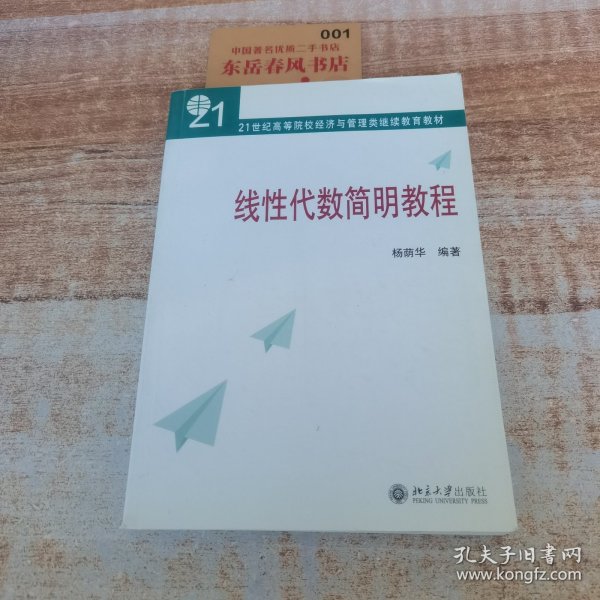 001
中国著名优质二手书店
东岳春风书店
21
21世纪高等院校经济与管理类继续教育教材
线性代数简明教程
杨荫华 编著
北京大学出版社
PEKING UNIVERSITY PRESS
孔夫子旧书网
www.kongfz.com